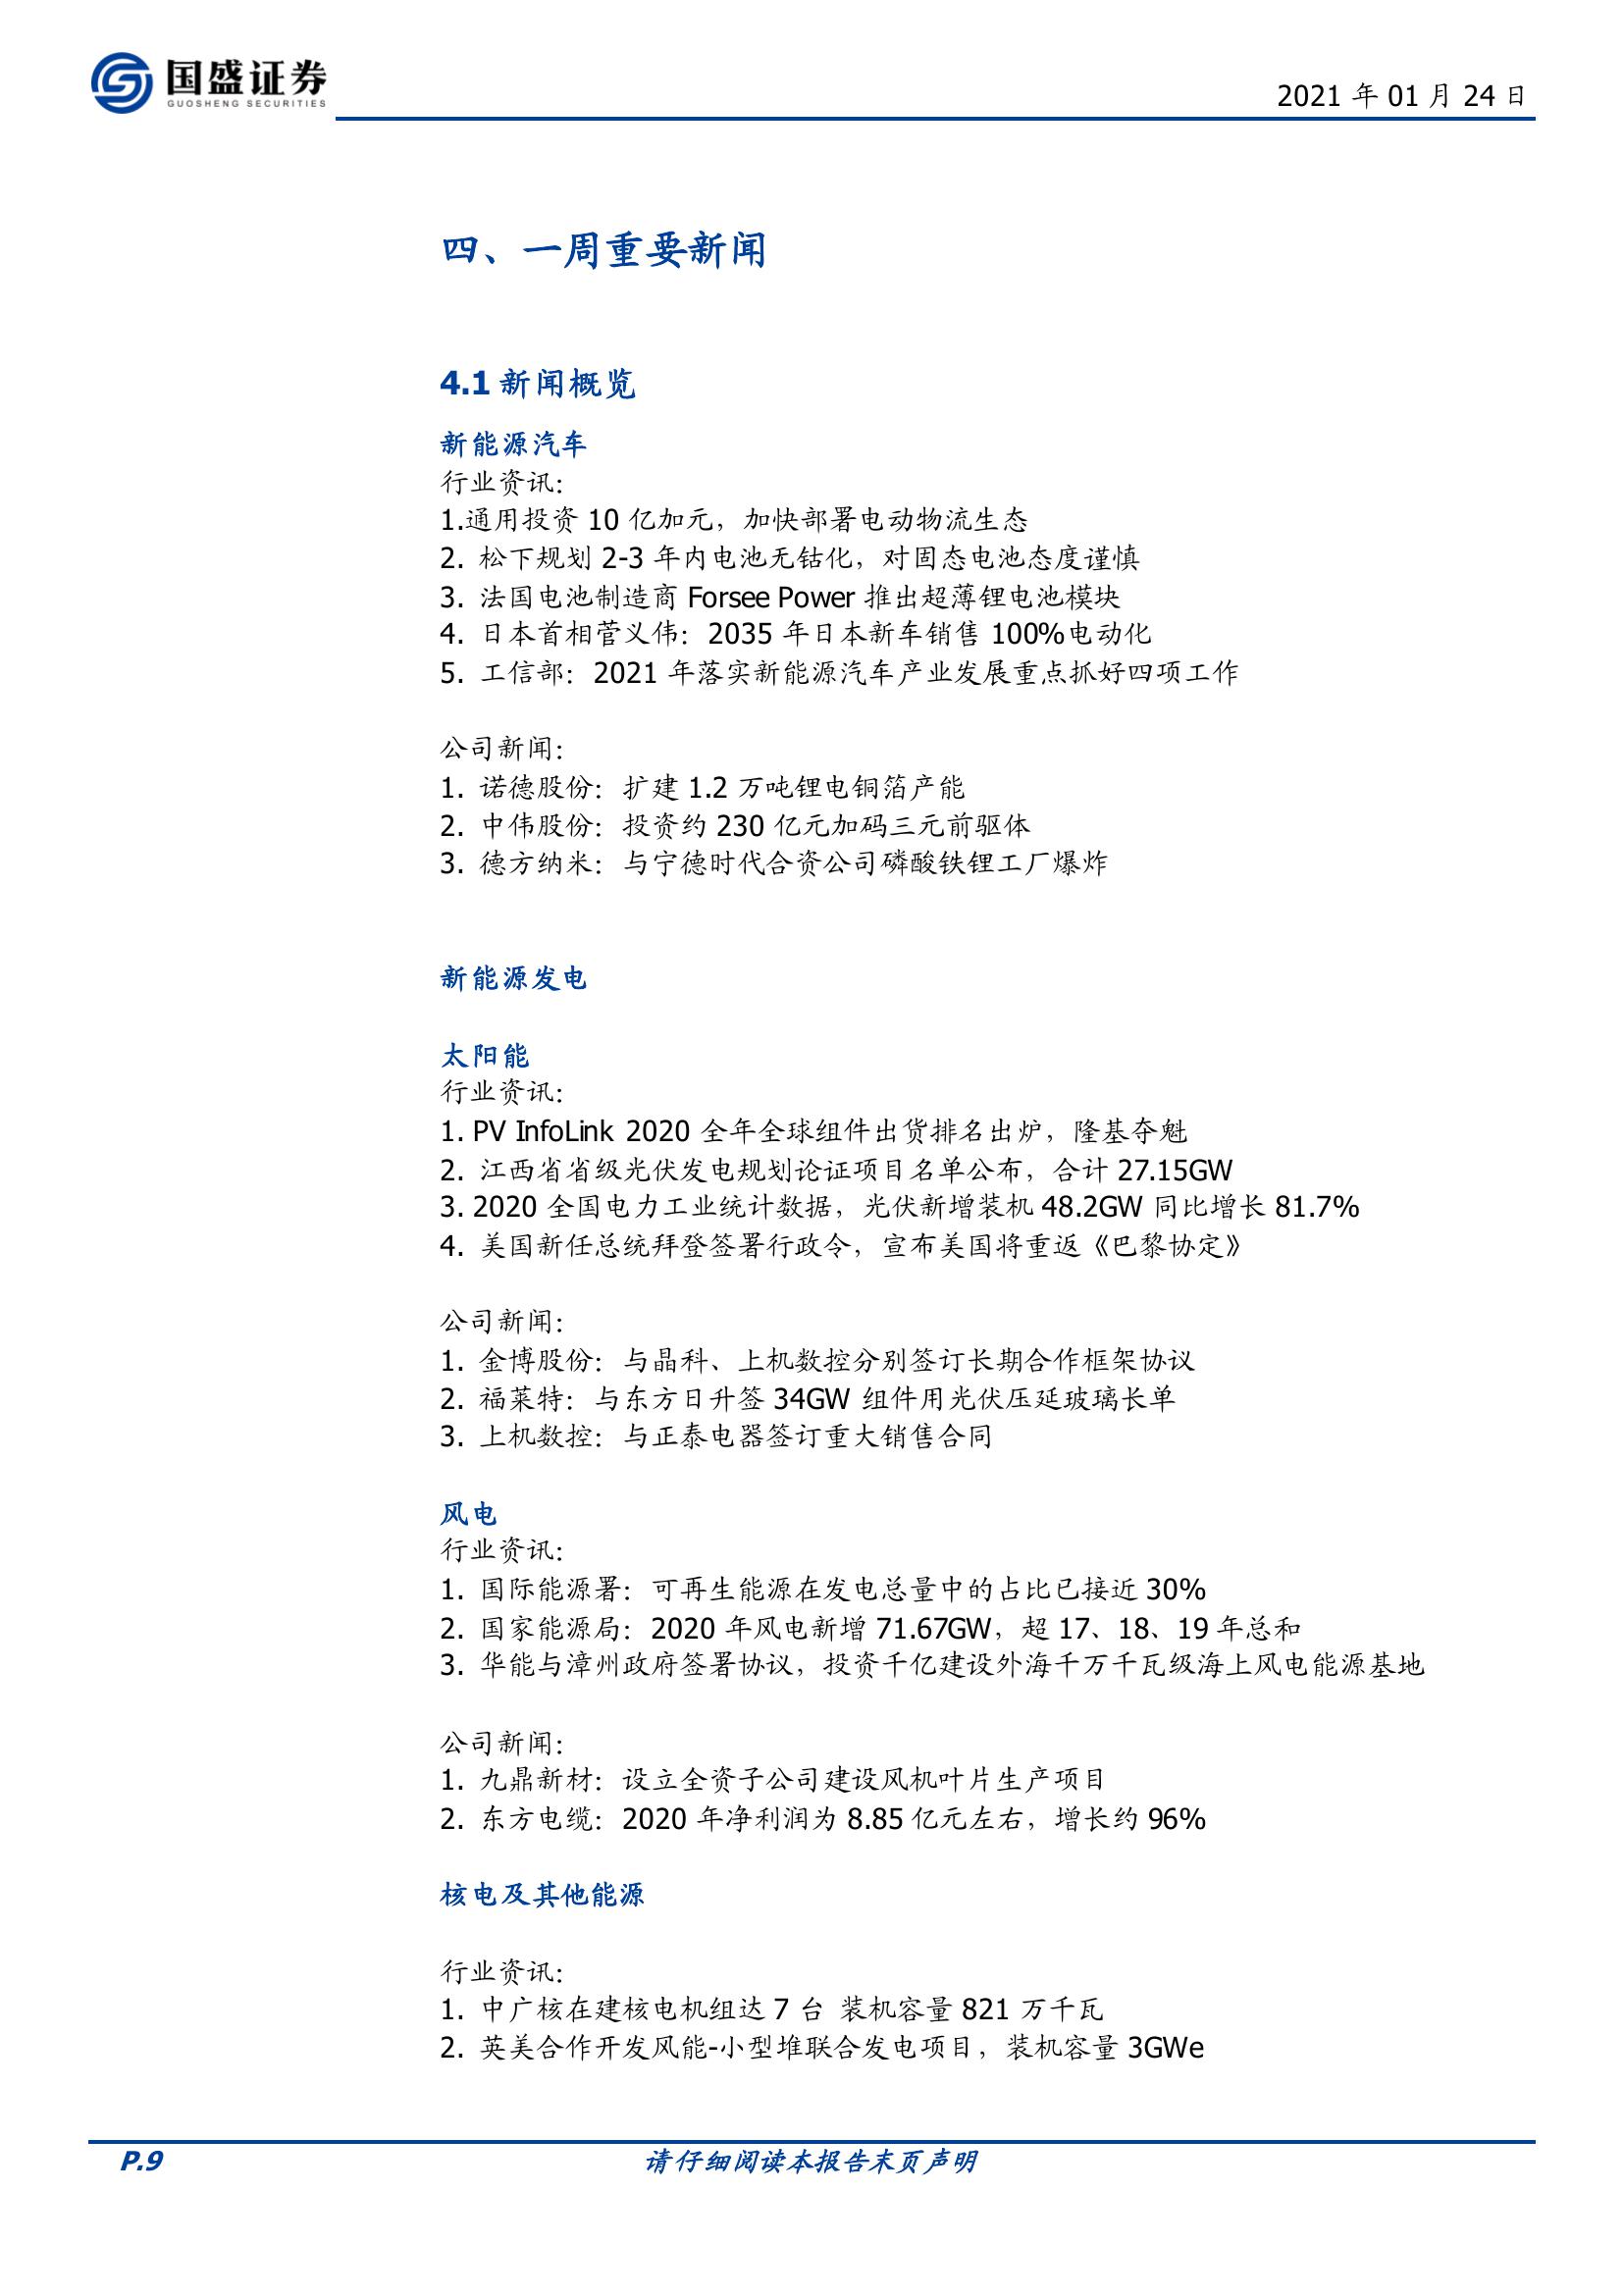 国盛证券
GUOSHENG SECURITIES
2021 年 01 月 24 日
四、一周重要新闻
4.1 新闻概览
新能源汽车
行业资讯：
1.通用投资 10 亿加元，加快部署电动物流生态
2. 松下规划 2-3 年内电池无钴化，对固态电池态度谨慎
3. 法国电池制造商 Forsee Power 推出超薄锂电池模块
4. 日本首相菅义伟：2035 年日本新车销售 100%电动化
5. 工信部：2021 年落实新能源汽车产业发展重点抓好四项工作
公司新闻：
1. 诺德股份：扩建 1.2 万吨锂电铜箔产能
2. 中伟股份：投资约 230 亿元加码三元前驱体
3. 德方纳米：与宁德时代合资公司磷酸铁锂工厂爆炸
新能源发电
太阳能
行业资讯：
1. PV InfoLink 2020 全年全球组件出货排名出炉，隆基夺魁
2. 江西省省级光伏发电规划论证项目名单公布，合计 27.15GW
3. 2020 全国电力工业统计数据，光伏新增装机 48.2GW 同比增长 81.7%
4. 美国新任总统拜登签署行政令，宣布美国将重返《巴黎协定》
公司新闻：
1. 金博股份：与晶科、上机数控分别签订长期合作框架协议
2. 福莱特：与东方日升签 34GW 组件用光伏压延玻璃长单
3. 上机数控：与正泰电器签订重大销售合同
风电
行业资讯：
1. 国际能源署：可再生能源在发电总量中的占比已接近 30%
2. 国家能源局：2020 年风电新增 71.67GW，超 17、18、19 年总和
3. 华能与漳州政府签署协议，投资千亿建设外海千万千瓦级海上风电能源基地
公司新闻：
1. 九鼎新材：设立全资子公司建设风机叶片生产项目
2. 东方电缆：2020 年净利润为 8.85 亿元左右，增长约 96%
核电及其他能源
行业资讯：
1. 中广核在建核电机组达 7 台 装机容量 821 万千瓦
2. 英美合作开发风能-小型堆联合发电项目，装机容量 3GWe
P.9
请仔细阅读本报告末页声明